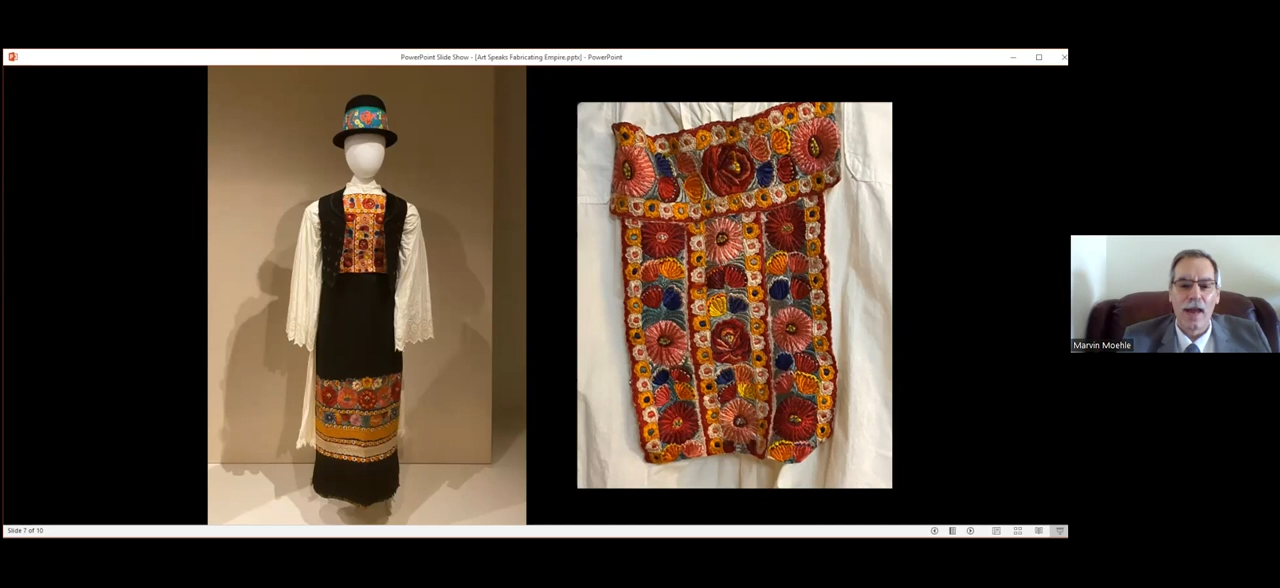 PowerPoint Slide Show - [Art Speaks Fabricating Empire.pptx] - PowerPoint
Marvin Moehle
Slide 7 of 10